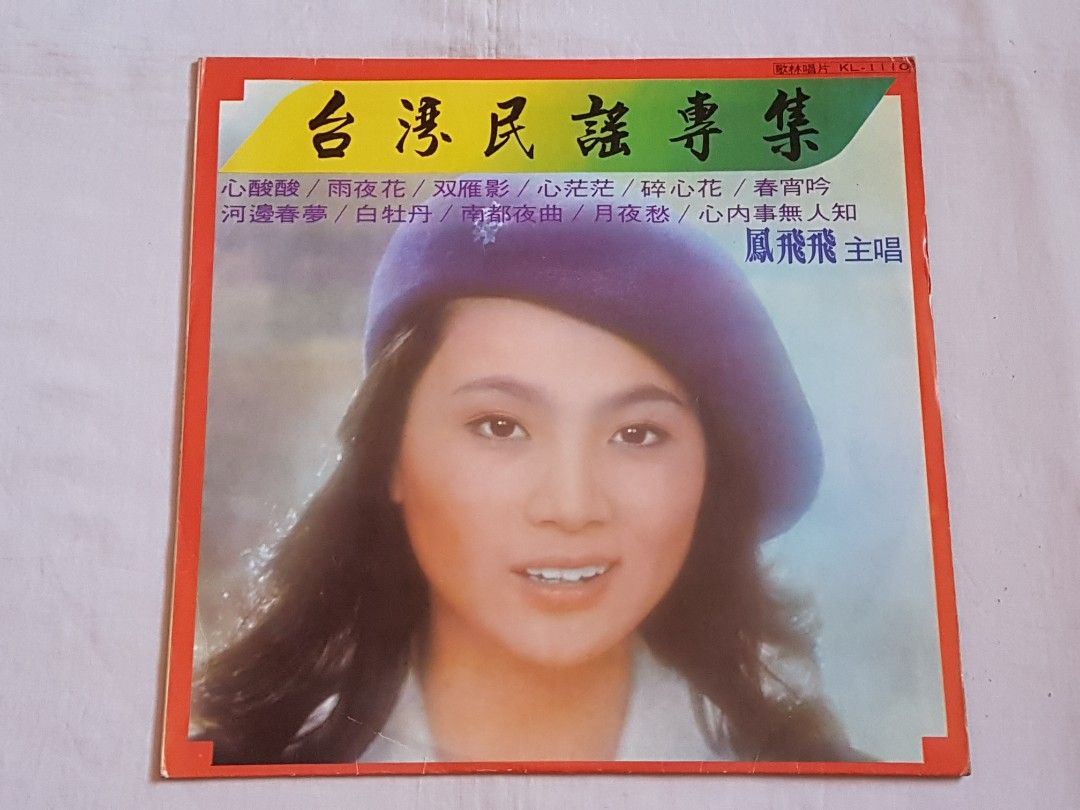 歌林唱片 KL-1110
台灣民謠專集
心酸酸/雨夜花/双雁影/心茫茫/碎心花/春宵吟
河邊春夢/白牡丹/南都夜曲/月夜愁/心內事無人知
鳳飛飛 主唱